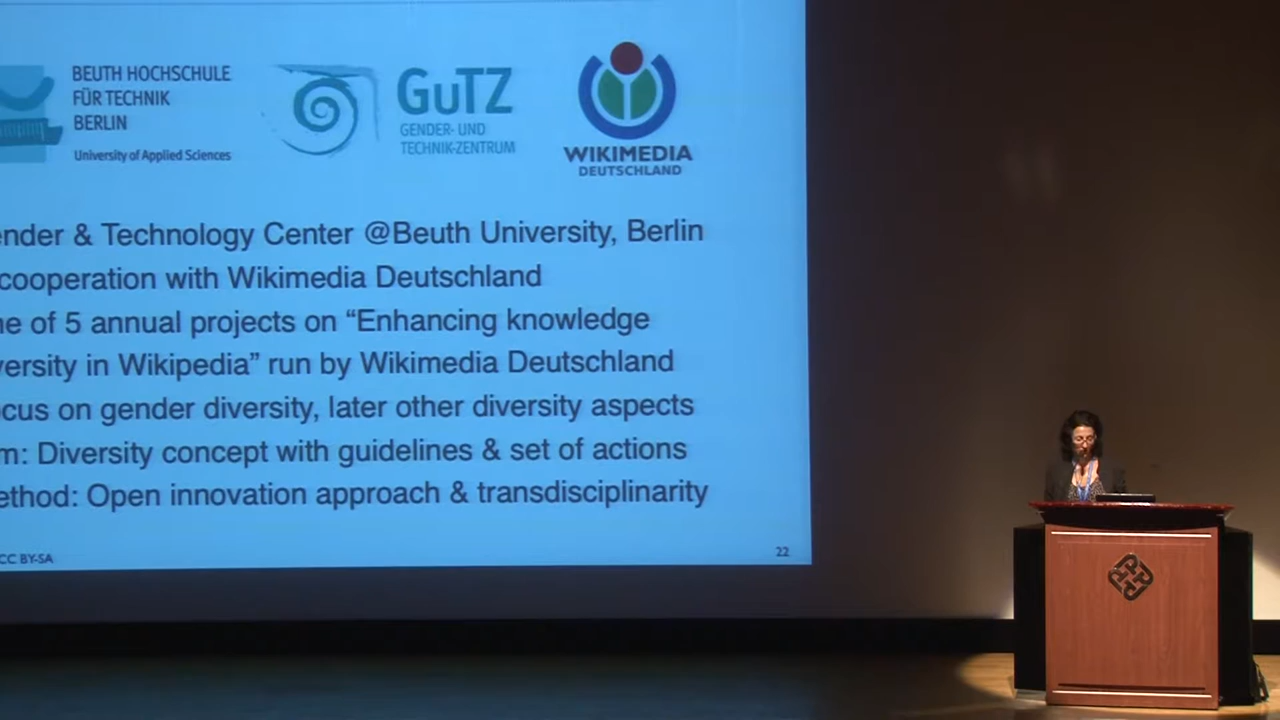 BEUTH HOCHSCHULE
FÜR TECHNIK
BERLIN
University of Applied Sciences
GuTZ
GENDER- UND
TECHNIK-ZENTRUM
WIKIMEDIA
DEUTSCHLAND
ender & Technology Center @Beuth University, Berlin
cooperation with Wikimedia Deutschland
ne of 5 annual projects on “Enhancing knowledge
versity in Wikipedia” run by Wikimedia Deutschland
ocus on gender diversity, later other diversity aspects
m: Diversity concept with guidelines & set of actions
ethod: Open innovation approach & transdisciplinarity
CC BY-SA
22